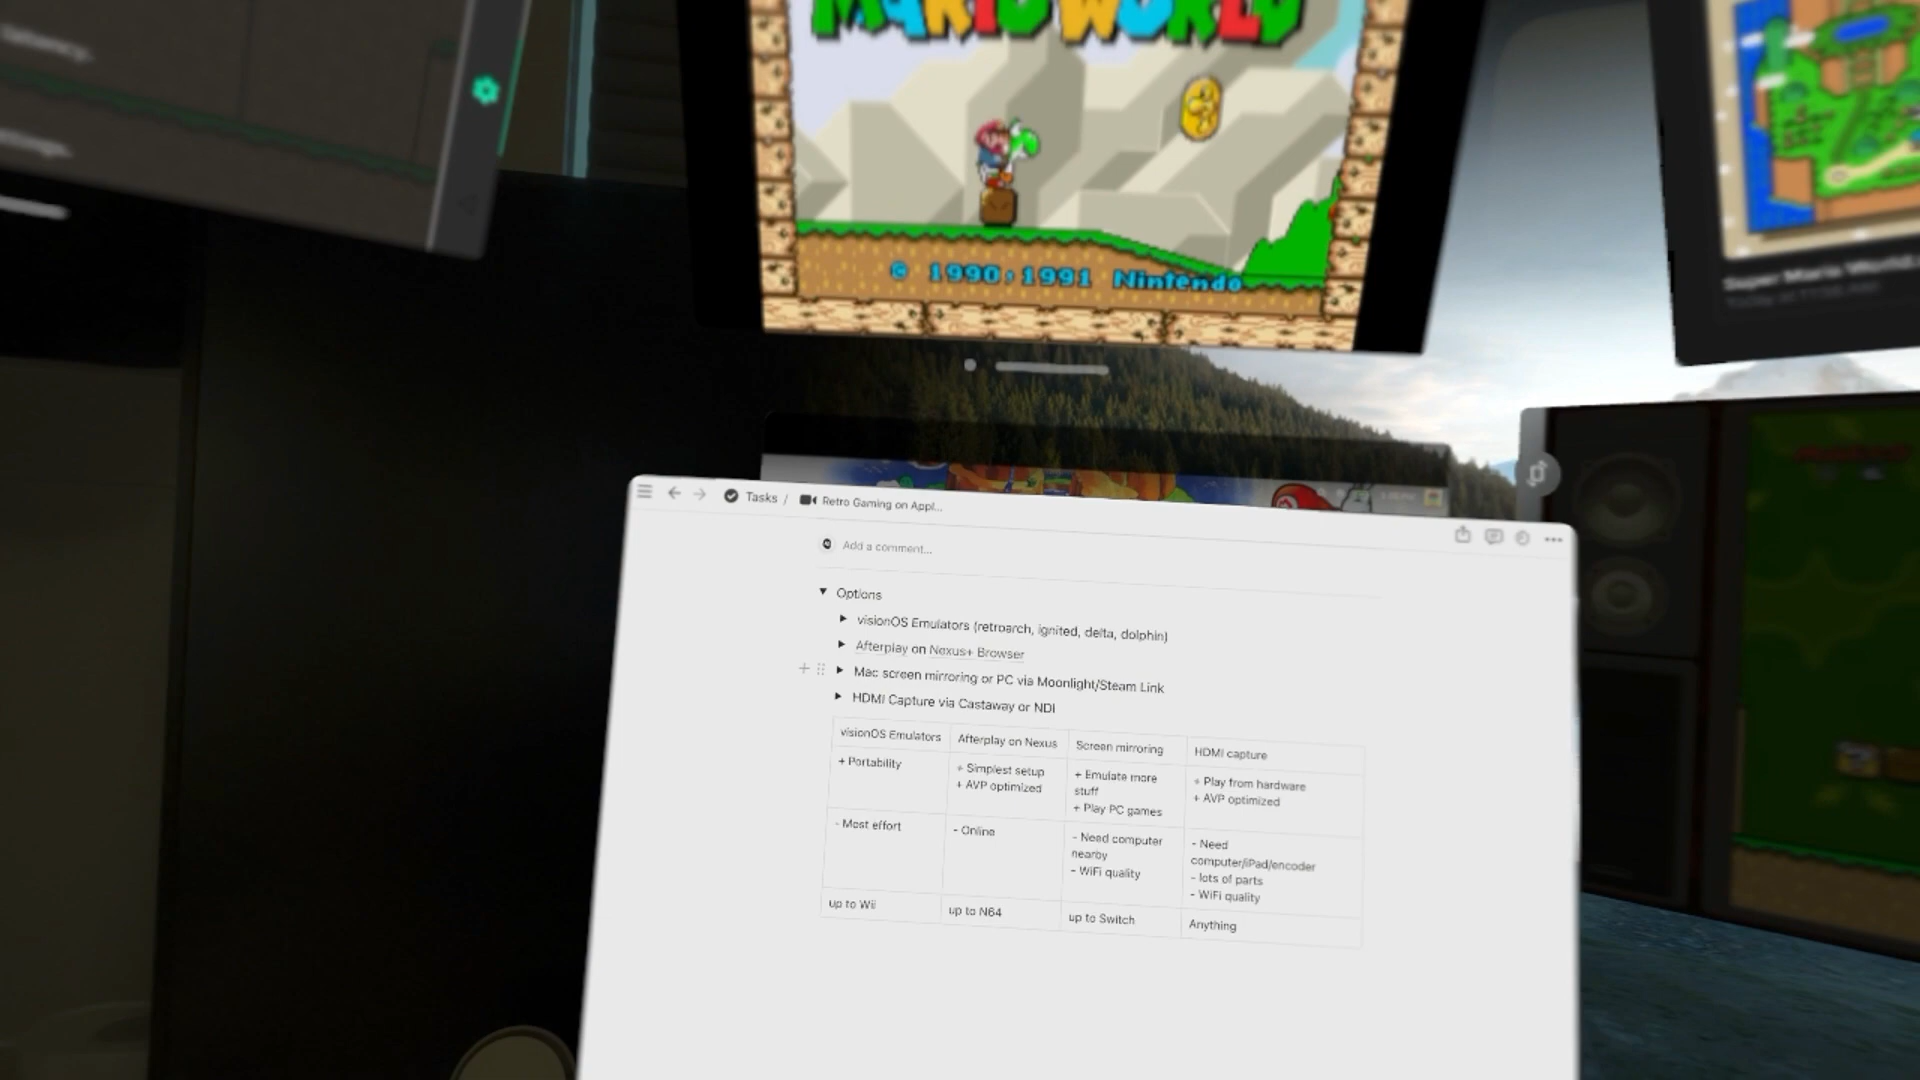 latency.
MARIO WORLD
© 1990,1991 Nintendo
Super Mario World
Tasks /
Retro Gaming on Appl...
Add a comment...
Options
visionOS Emulators (retroarch, ignited, delta, dolphin)
Afterplay on Nexus+ Browser
Mac screen mirroring or PC via Moonlight/Steam Link
HDMI Capture via Castaway or NDI
visionOS Emulators
Afterplay on Nexus
Screen mirroring
HDMI capture
+ Portability
+ Simplest setup
+ AVP optimized
+ Emulate more
stuff
+ Play PC games
+ Play from hardware
+ AVP optimized
- Most effort
- Online
- Need computer
nearby
- WiFi quality
- Need
computer/iPad/encoder
- lots of parts
- WiFi quality
up to Wii
up to N64
up to Switch
Anything